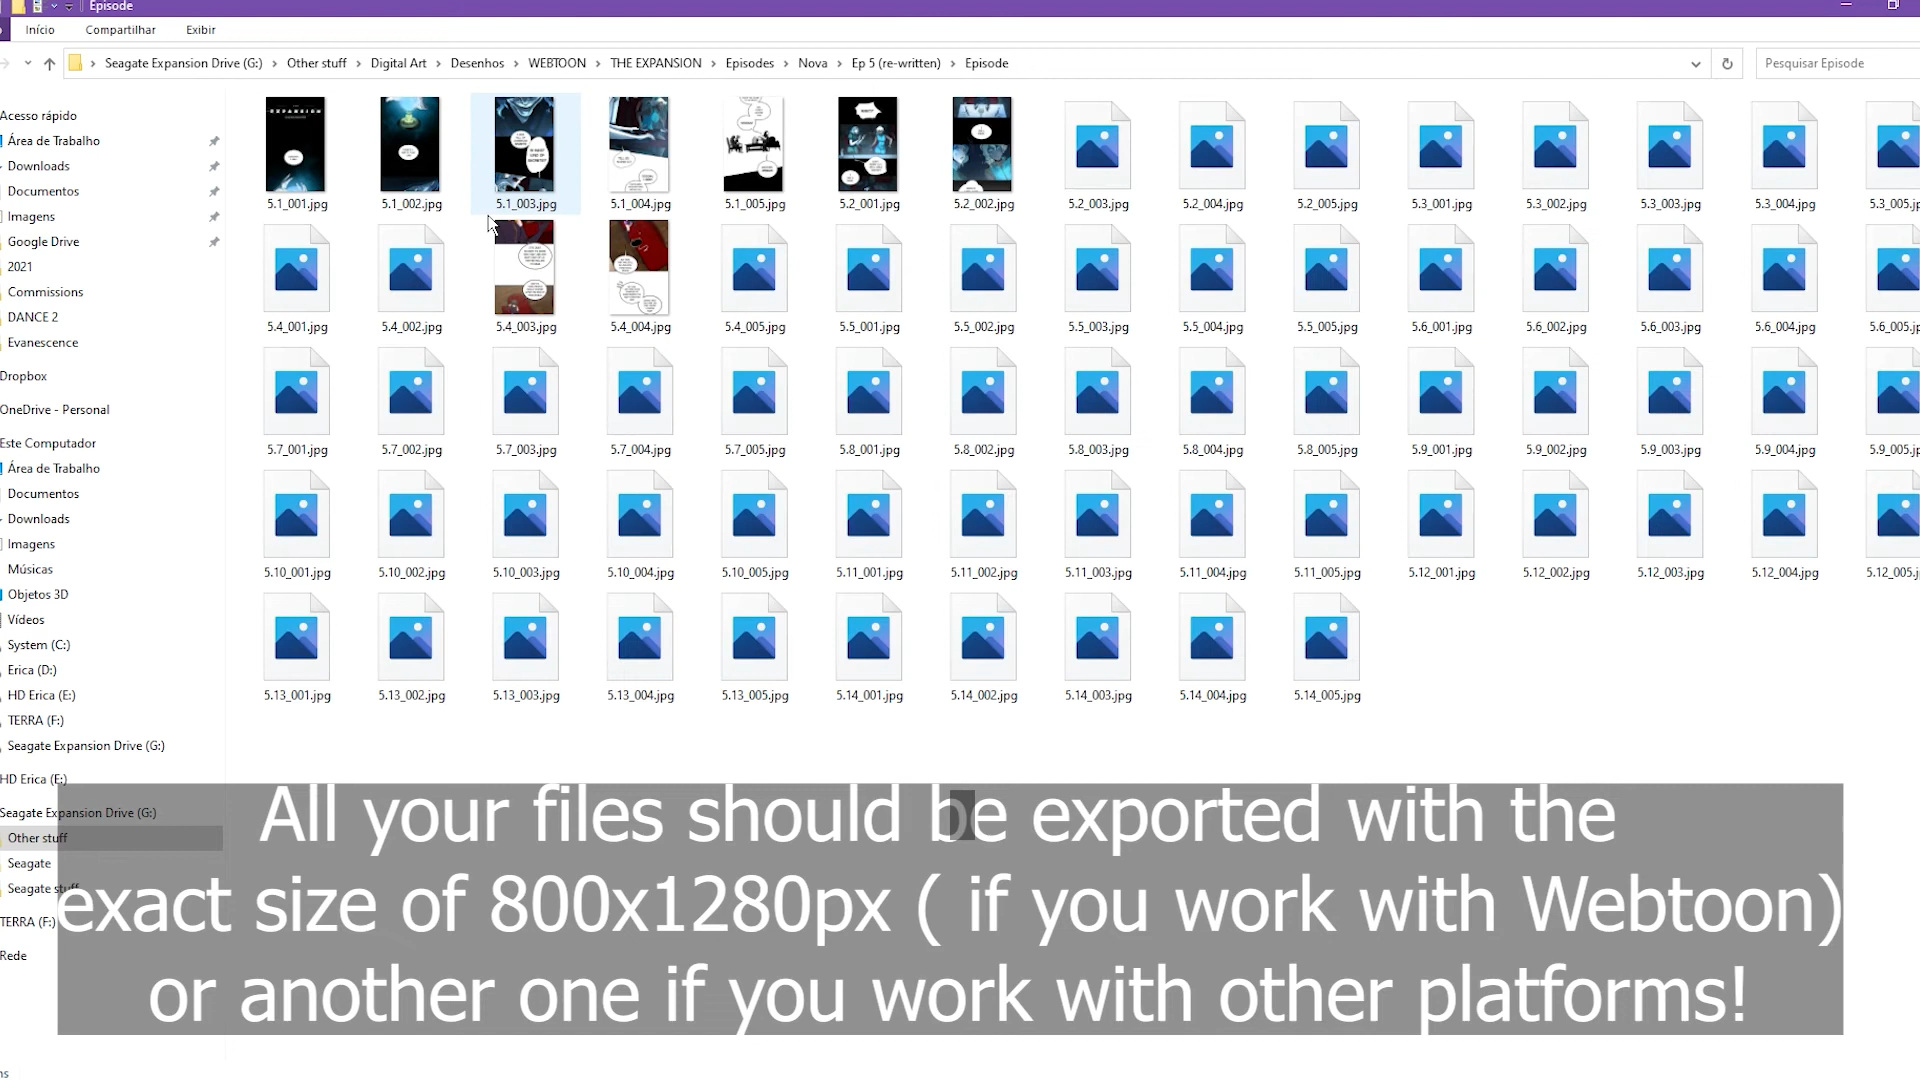 Episode
Início Compartilhar Exibir
Seagate Expansion Drive (G:) Other stuff Digital Art Desenhos WEBTOON THE EXPANSION Episodes Nova Ep 5 (re-written) Episode Pesquisar Episode
Acesso rápido
Área de Trabalho
Downloads
Documentos
Imagens
Google Drive
2021
Commissions
DANCE 2
Evanescence
Dropbox
OneDrive - Personal
Este Computador
Área de Trabalho
Documentos
Downloads
Imagens
Músicas
Objetos 3D
Vídeos
System (C:)
Erica (D:)
HD Erica (E:)
TERRA (F:)
Seagate Expansion Drive (G:)
HD Erica (E:)
Seagate Expansion Drive (G:)
Other stuff
Seagate
Seagate stuff
TERRA (F:)
Rede
5.1_001.jpg 5.1_002.jpg 5.1_003.jpg 5.1_004.jpg 5.1_005.jpg 5.2_001.jpg 5.2_002.jpg 5.2_003.jpg 5.2_004.jpg 5.2_005.jpg 5.3_001.jpg 5.3_002.jpg 5.3_003.jpg 5.3_004.jpg 5.3_005.jp
5.4_001.jpg 5.4_002.jpg 5.4_003.jpg 5.4_004.jpg 5.4_005.jpg 5.5_001.jpg 5.5_002.jpg 5.5_003.jpg 5.5_004.jpg 5.5_005.jpg 5.6_001.jpg 5.6_002.jpg 5.6_003.jpg 5.6_004.jpg 5.6_005.jp
5.7_001.jpg 5.7_002.jpg 5.7_003.jpg 5.7_004.jpg 5.7_005.jpg 5.8_001.jpg 5.8_002.jpg 5.8_003.jpg 5.8_004.jpg 5.8_005.jpg 5.9_001.jpg 5.9_002.jpg 5.9_003.jpg 5.9_004.jpg 5.9_005.jp
5.10_001.jpg 5.10_002.jpg 5.10_003.jpg 5.10_004.jpg 5.10_005.jpg 5.11_001.jpg 5.11_002.jpg 5.11_003.jpg 5.11_004.jpg 5.11_005.jpg 5.12_001.jpg 5.12_002.jpg 5.12_003.jpg 5.12_004.jpg 5.12_005.j
5.13_001.jpg 5.13_002.jpg 5.13_003.jpg 5.13_004.jpg 5.13_005.jpg 5.14_001.jpg 5.14_002.jpg 5.14_003.jpg 5.14_004.jpg 5.14_005.jpg
All your files should be exported with the
exact size of 800x1280px ( if you work with Webtoon)
or another one if you work with other platforms!